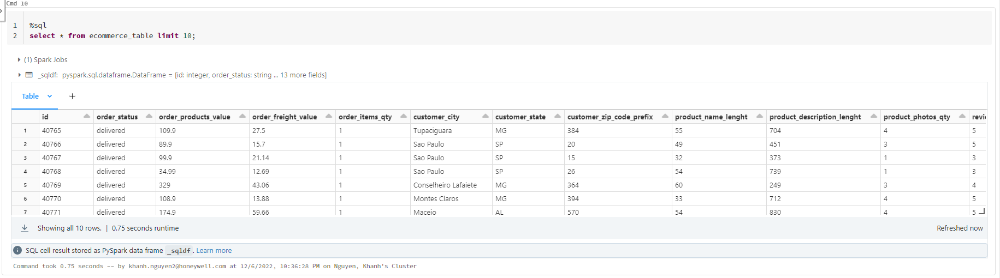 Cmd 10
1 %sql
2 select * from ecommerce_table limit 10;
(1) Spark Jobs
_sqldf: pyspark.sql.dataframe.DataFrame = [id: integer, order_status: string ... 13 more fields]
Table +
id order_status order_products_value order_freight_value order_items_qty customer_city customer_state customer_zip_code_prefix product_name_lenght product_description_lenght product_photos_qty
1 40765 delivered 109.9 27.5 1 Tupaciguara MG 384 55 704 4 5
2 40766 delivered 89.9 15.7 1 Sao Paulo SP 20 49 451 3 5
3 40767 delivered 99.9 21.14 1 Sao Paulo SP 15 32 373 1 3
4 40768 delivered 34.99 12.69 1 Sao Paulo SP 26 54 739 1 3
5 40769 delivered 329 43.06 1 Conselheiro Lafaiete MG 364 60 249 3 4
6 40770 delivered 108.9 13.88 1 Montes Claros MG 394 33 712 4 5
7 40771 delivered 174.9 59.66 1 Maceio AL 570 54 830 4 5
Showing all 10 rows. | 0.75 seconds runtime Refreshed now
SQL cell result stored as PySpark data frame _sqldf. Learn more
Command took 0.75 seconds -- by khanh.nguyen2@honeywell.com at 12/6/2022, 10:36:28 PM on Nguyen, Khanh's Cluster